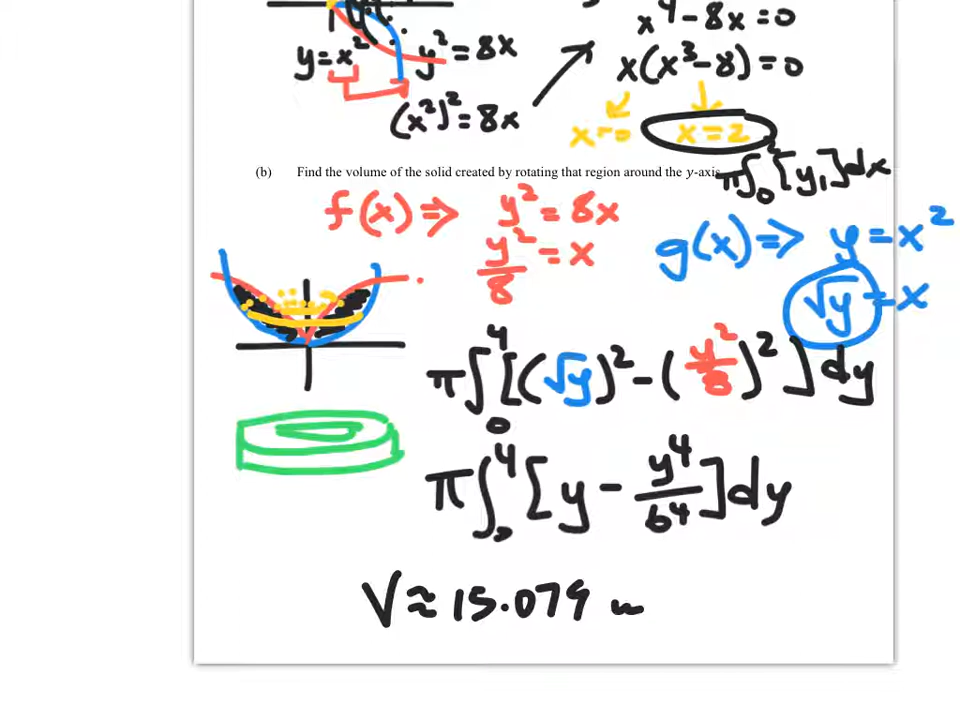 x⁴-8x=0
y=x² y²=8x
x(x³-8)=0
(x²)²=8x
x=0 x=2
(b) Find the volume of the solid created by rotating that region around the y-axis
π∫₀² [y₁]dx
f(x)⇒ y²=8x
y²/8=x
g(x)⇒ y=x²
√y=x
π∫₀⁴[(√y)²-(y²/8)²]dy
π∫₀⁴[y-y⁴/64]dy
V≈15.079